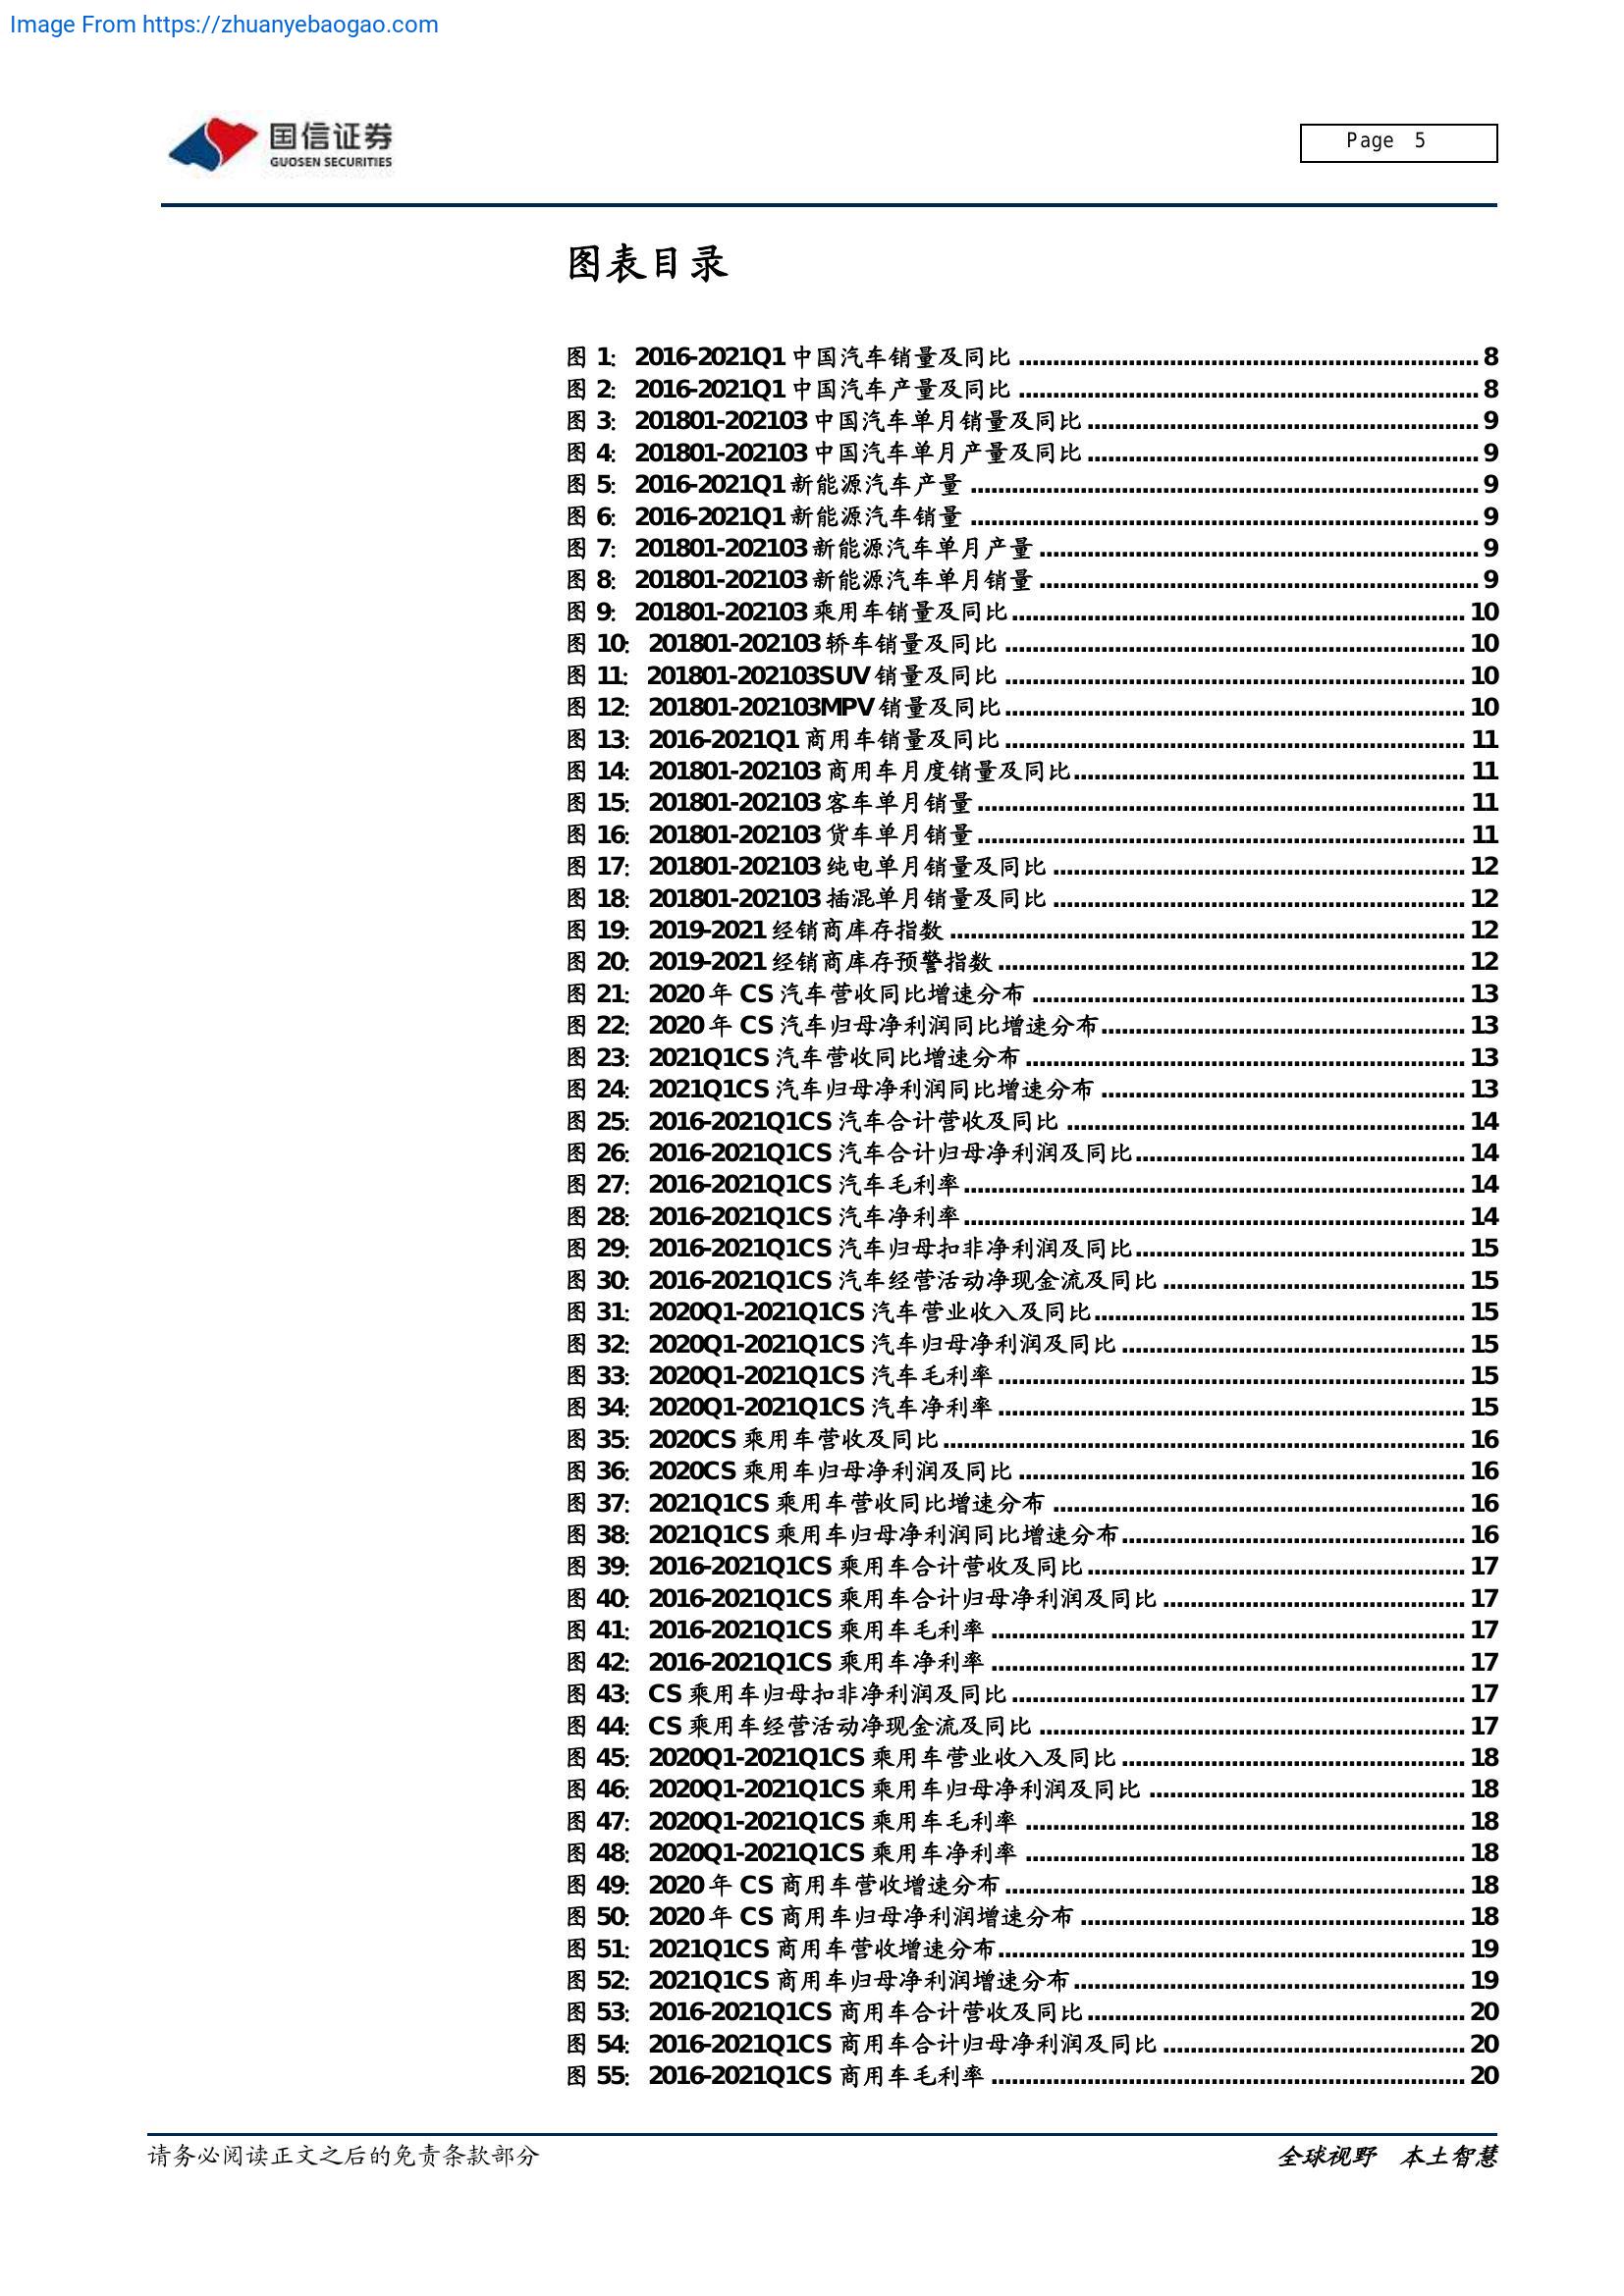 Image From https://zhuanyebaogao.com
国信证券
GUOSEN SECURITIES
Page 5
图表目录
图 1: 2016-2021Q1 中国汽车销量及同比 ........ 8
图 2: 2016-2021Q1 中国汽车产量及同比 ........ 8
图 3: 201801-202103 中国汽车单月销量及同比 ........ 9
图 4: 201801-202103 中国汽车单月产量及同比 ........ 9
图 5: 2016-2021Q1 新能源汽车产量 ........ 9
图 6: 2016-2021Q1 新能源汽车销量 ........ 9
图 7: 201801-202103 新能源汽车单月产量 ........ 9
图 8: 201801-202103 新能源汽车单月销量 ........ 9
图 9: 201801-202103 乘用车销量及同比 ........ 10
图 10: 201801-202103 轿车销量及同比 ........ 10
图 11: 201801-202103SUV 销量及同比 ........ 10
图 12: 201801-202103MPV 销量及同比 ........ 10
图 13: 2016-2021Q1 商用车销量及同比 ........ 11
图 14: 201801-202103 商用车月度销量及同比 ........ 11
图 15: 201801-202103 客车单月销量 ........ 11
图 16: 201801-202103 货车单月销量 ........ 11
图 17: 201801-202103 纯电单月销量及同比 ........ 12
图 18: 201801-202103 插混单月销量及同比 ........ 12
图 19: 2019-2021 经销商库存指数 ........ 12
图 20: 2019-2021 经销商库存预警指数 ........ 12
图 21: 2020 年 CS 汽车营收同比增速分布 ........ 13
图 22: 2020 年 CS 汽车归母净利润同比增速分布 ........ 13
图 23: 2021Q1CS 汽车营收同比增速分布 ........ 13
图 24: 2021Q1CS 汽车归母净利润同比增速分布 ........ 13
图 25: 2016-2021Q1CS 汽车合计营收及同比 ........ 14
图 26: 2016-2021Q1CS 汽车合计归母净利润及同比 ........ 14
图 27: 2016-2021Q1CS 汽车毛利率 ........ 14
图 28: 2016-2021Q1CS 汽车净利率 ........ 14
图 29: 2016-2021Q1CS 汽车归母扣非净利润及同比 ........ 15
图 30: 2016-2021Q1CS 汽车经营活动净现金流及同比 ........ 15
图 31: 2020Q1-2021Q1CS 汽车营业收入及同比 ........ 15
图 32: 2020Q1-2021Q1CS 汽车归母净利润及同比 ........ 15
图 33: 2020Q1-2021Q1CS 汽车毛利率 ........ 15
图 34: 2020Q1-2021Q1CS 汽车净利率 ........ 15
图 35: 2020CS 乘用车营收及同比 ........ 16
图 36: 2020CS 乘用车归母净利润及同比 ........ 16
图 37: 2021Q1CS 乘用车营收同比增速分布 ........ 16
图 38: 2021Q1CS 乘用车归母净利润同比增速分布 ........ 16
图 39: 2016-2021Q1CS 乘用车合计营收及同比 ........ 17
图 40: 2016-2021Q1CS 乘用车合计归母净利润及同比 ........ 17
图 41: 2016-2021Q1CS 乘用车毛利率 ........ 17
图 42: 2016-2021Q1CS 乘用车净利率 ........ 17
图 43: CS 乘用车归母扣非净利润及同比 ........ 17
图 44: CS 乘用车经营活动净现金流及同比 ........ 17
图 45: 2020Q1-2021Q1CS 乘用车营业收入及同比 ........ 18
图 46: 2020Q1-2021Q1CS 乘用车归母净利润及同比 ........ 18
图 47: 2020Q1-2021Q1CS 乘用车毛利率 ........ 18
图 48: 2020Q1-2021Q1CS 乘用车净利率 ........ 18
图 49: 2020 年 CS 商用车营收增速分布 ........ 18
图 50: 2020 年 CS 商用车归母净利润增速分布 ........ 18
图 51: 2021Q1CS 商用车营收增速分布 ........ 19
图 52: 2021Q1CS 商用车归母净利润增速分布 ........ 19
图 53: 2016-2021Q1CS 商用车合计营收及同比 ........ 20
图 54: 2016-2021Q1CS 商用车合计归母净利润及同比 ........ 20
图 55: 2016-2021Q1CS 商用车毛利率 ........ 20
请务必阅读正文之后的免责条款部分
全球视野 本土智慧